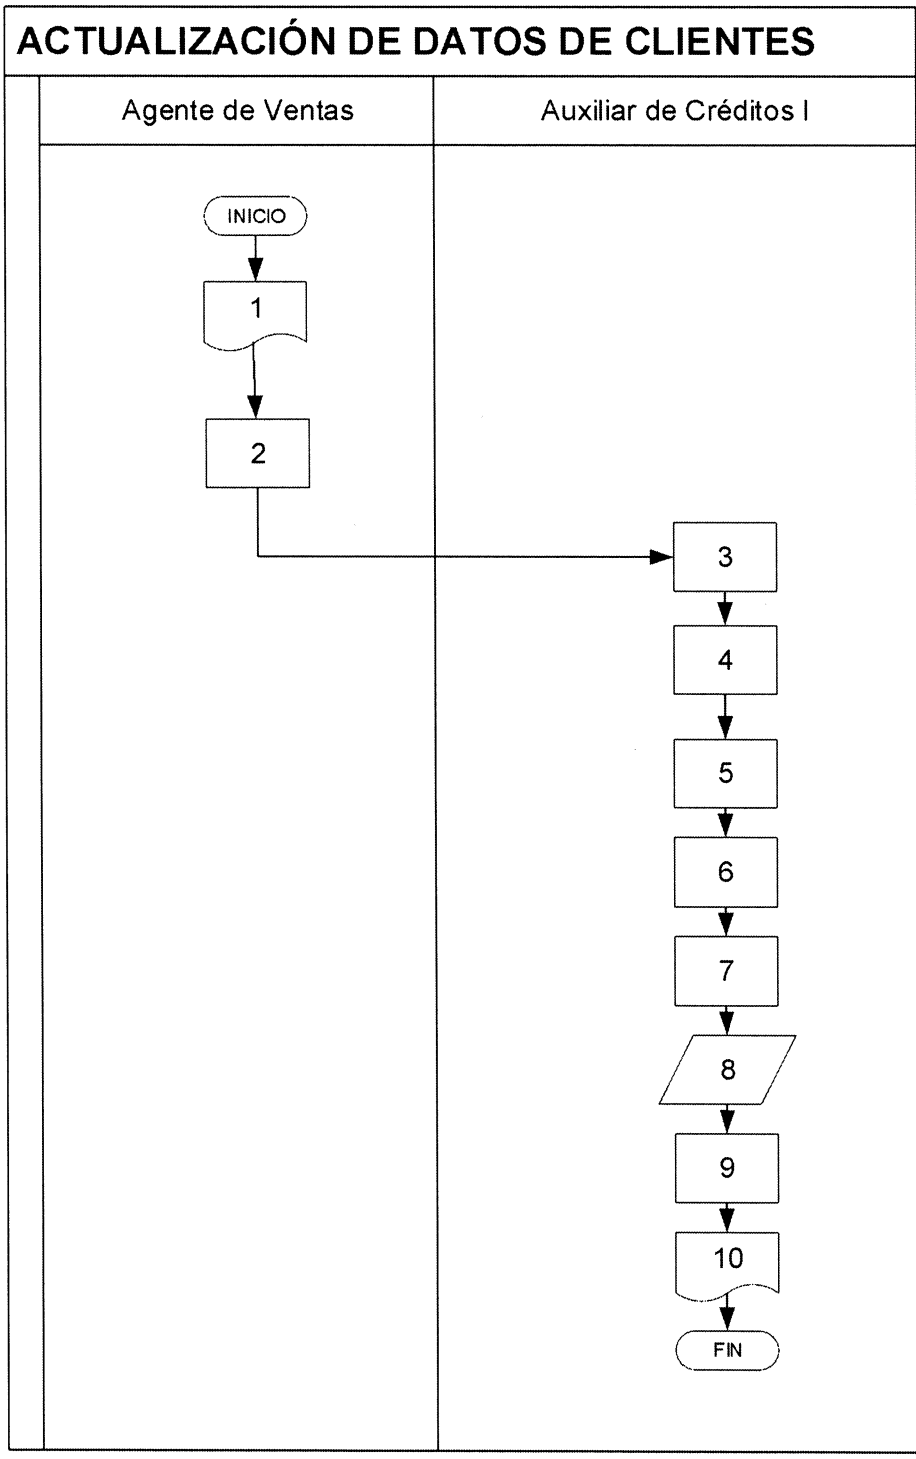 ACTUALIZACIÓN DE DATOS DE CLIENTES
Agente de Ventas
Auxiliar de Créditos I
INICIO
1
2
3
4
5
6
7
8
9
10
FIN